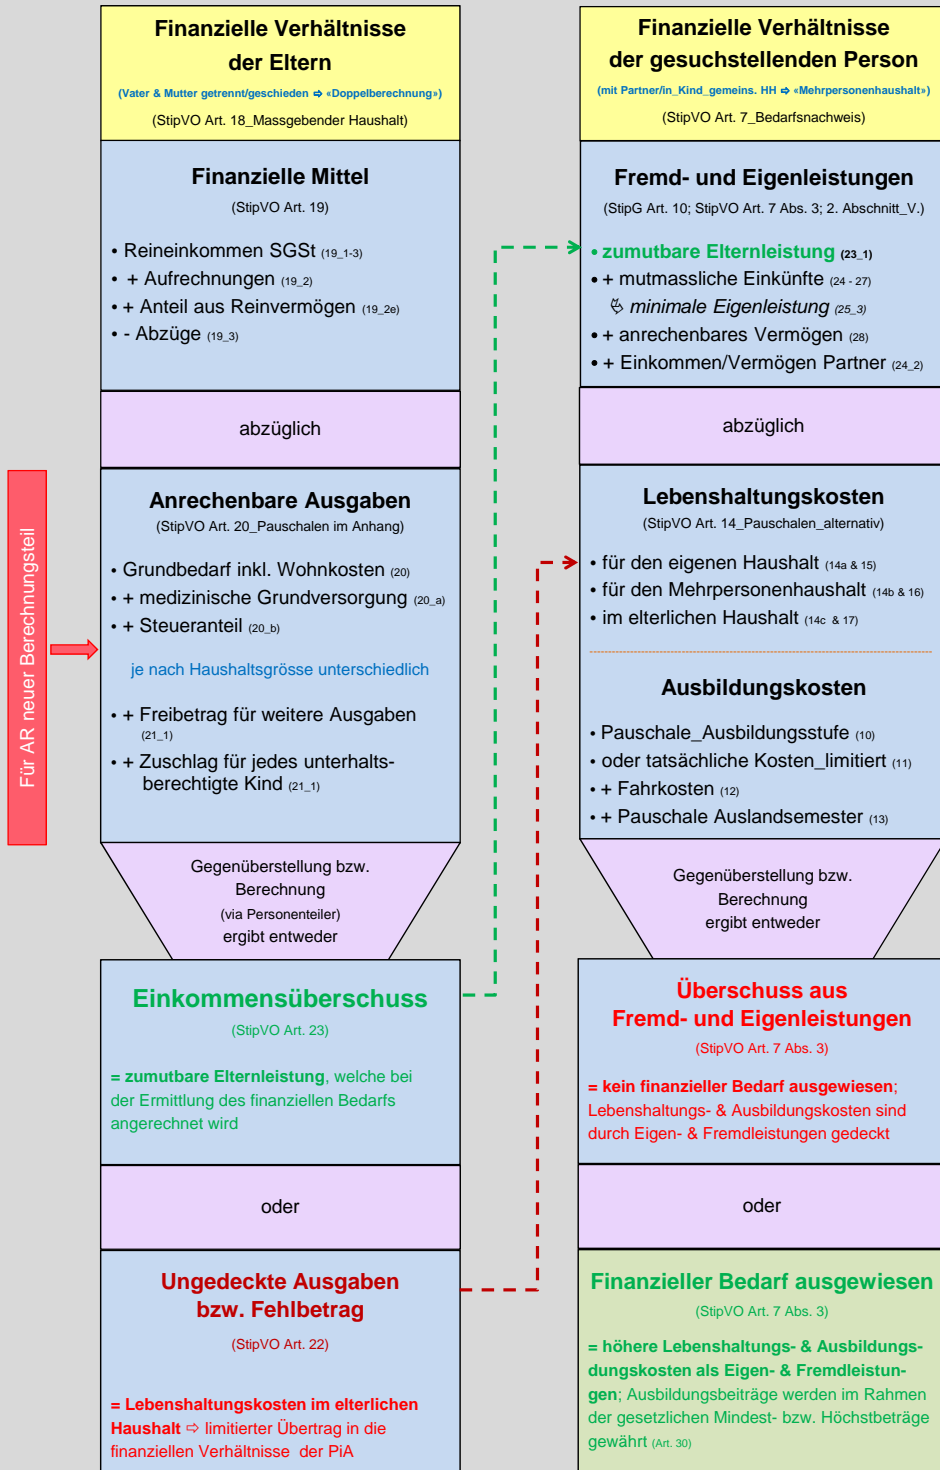 Finanzielle Verhältnisse
der Eltern
(Vater & Mutter getrennt/geschieden ⇨ «Doppelberechnung»)
(StipVO Art. 18_Massgebender Haushalt)
Finanzielle Mittel
(StipVO Art. 19)
• Reineinkommen SGSt (19_1-3)
• + Aufrechnungen (19_2)
• + Anteil aus Reinvermögen (19_2e)
• - Abzüge (19_3)
abzüglich
Für AR neuer Berechnungsteil
Anrechenbare Ausgaben
(StipVO Art. 20_Pauschalen im Anhang)
• Grundbedarf inkl. Wohnkosten (20)
• + medizinische Grundversorgung (20_a)
• + Steueranteil (20_b)
je nach Haushaltsgrösse unterschiedlich
• + Freibetrag für weitere Ausgaben
(21_1)
• + Zuschlag für jedes unterhalts-
berechtigte Kind (21_1)
Gegenüberstellung bzw.
Berechnung
(via Personenteiler)
ergibt entweder
Einkommensüberschuss
(StipVO Art. 23)
= zumutbare Elternleistung, welche bei
der Ermittlung des finanziellen Bedarfs
angerechnet wird
oder
Ungedeckte Ausgaben
bzw. Fehlbetrag
(StipVO Art. 22)
= Lebenshaltungskosten im elterlichen
Haushalt ⇨ limitierter Übertrag in die
finanziellen Verhältnisse der PiA
Finanzielle Verhältnisse
der gesuchstellenden Person
(mit Partner/in_Kind_gemeins. HH ⇨ «Mehrpersonenhaushalt»)
(StipVO Art. 7_Bedarfsnachweis)
Fremd- und Eigenleistungen
(StipG Art. 10; StipVO Art. 7 Abs. 3; 2. Abschnitt_V.)
• zumutbare Elternleistung (23_1)
• + mutmassliche Einkünfte (24 - 27)
minimale Eigenleistung (25_3)
• + anrechenbares Vermögen (28)
• + Einkommen/Vermögen Partner (24_2)
abzüglich
Lebenshaltungskosten
(StipVO Art. 14_Pauschalen_alternativ)
• für den eigenen Haushalt (14a & 15)
• für den Mehrpersonenhaushalt (14b & 16)
• im elterlichen Haushalt (14c & 17)
Ausbildungskosten
• Pauschale_Ausbildungsstufe (10)
• oder tatsächliche Kosten_limitiert (11)
• + Fahrkosten (12)
• + Pauschale Auslandsemester (13)
Gegenüberstellung bzw.
Berechnung
ergibt entweder
Überschuss aus
Fremd- und Eigenleistungen
(StipVO Art. 7 Abs. 3)
= kein finanzieller Bedarf ausgewiesen;
Lebenshaltungs- & Ausbildungskosten sind
durch Eigen- & Fremdleistungen gedeckt
oder
Finanzieller Bedarf ausgewiesen
(StipVO Art. 7 Abs. 3)
= höhere Lebenshaltungs- & Ausbildungs-
dungskosten als Eigen- & Fremdleistun-
gen; Ausbildungsbeiträge werden im Rahmen
der gesetzlichen Mindest- bzw. Höchstbeträge
gewährt (Art. 30)